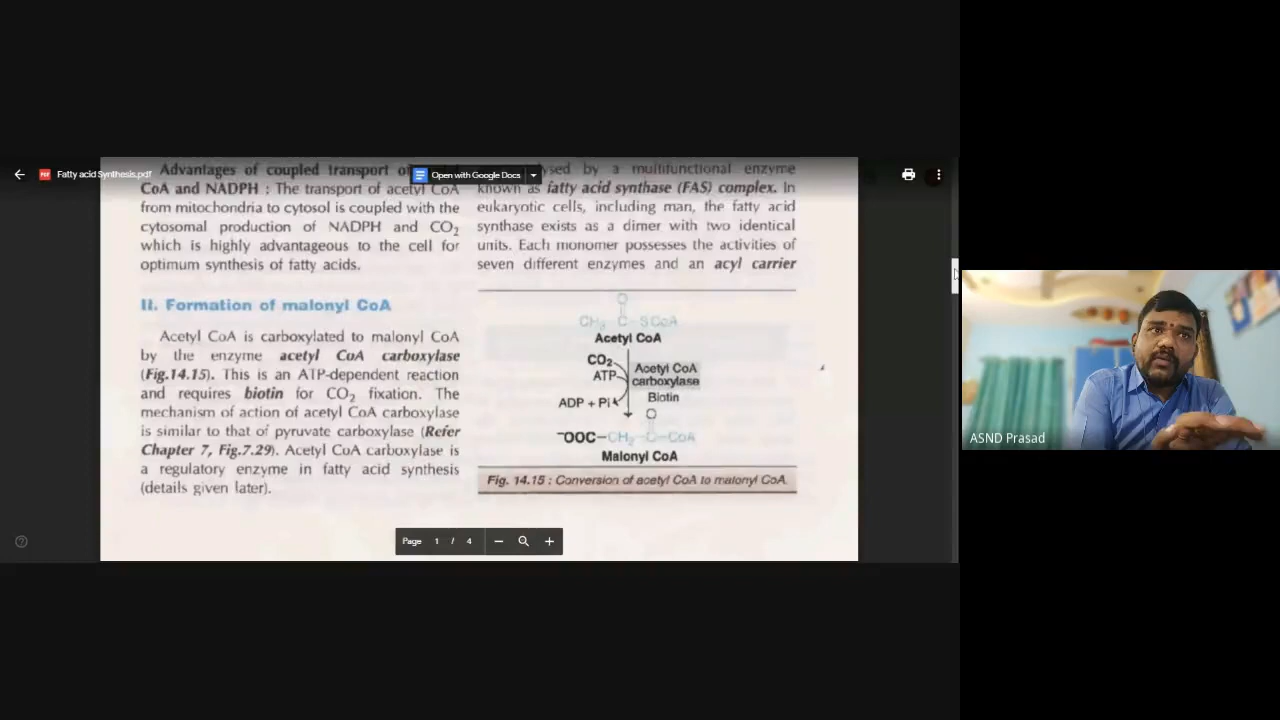 Fatty acid Synthesis.pdf
Open with Google Docs
Advantages of coupled transport of
CoA and NADPH : The transport of acetyl CoA
from mitochondria to cytosol is coupled with the
cytosomal production of NADPH and CO2
which is highly advantageous to the cell for
optimum synthesis of fatty acids.
II. Formation of malonyl CoA
Acetyl CoA is carboxylated to malonyl CoA
by the enzyme acetyl CoA carboxylase
(Fig.14.15). This is an ATP-dependent reaction
and requires biotin for CO2 fixation. The
mechanism of action of acetyl CoA carboxylase
is similar to that of pyruvate carboxylase (Refer
Chapter 7, Fig.7.29). Acetyl CoA carboxylase is
a regulatory enzyme in fatty acid synthesis
(details given later).
by a multifunctional enzyme
known as fatty acid synthase (FAS) complex. In
eukaryotic cells, including man, the fatty acid
synthase exists as a dimer with two identical
units. Each monomer possesses the activities of
seven different enzymes and an acyl carrier
O
CH3–C–SCoA
Acetyl CoA
CO2
ATP
Acetyl CoA
carboxylase
Biotin
ADP + Pi
O
⁻OOC–CH2–C–CoA
Malonyl CoA
Fig. 14.15 : Conversion of acetyl CoA to malonyl CoA.
Page 1 / 4
ASND Prasad